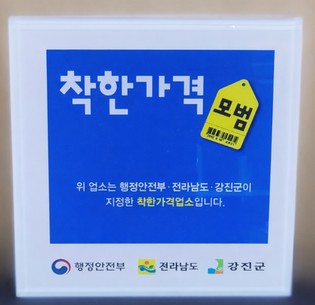 착한가격
모범
위 업소는 행정안전부·전라남도·강진군이
지정한 착한가격업소입니다.
행정안전부 전라남도 강진군